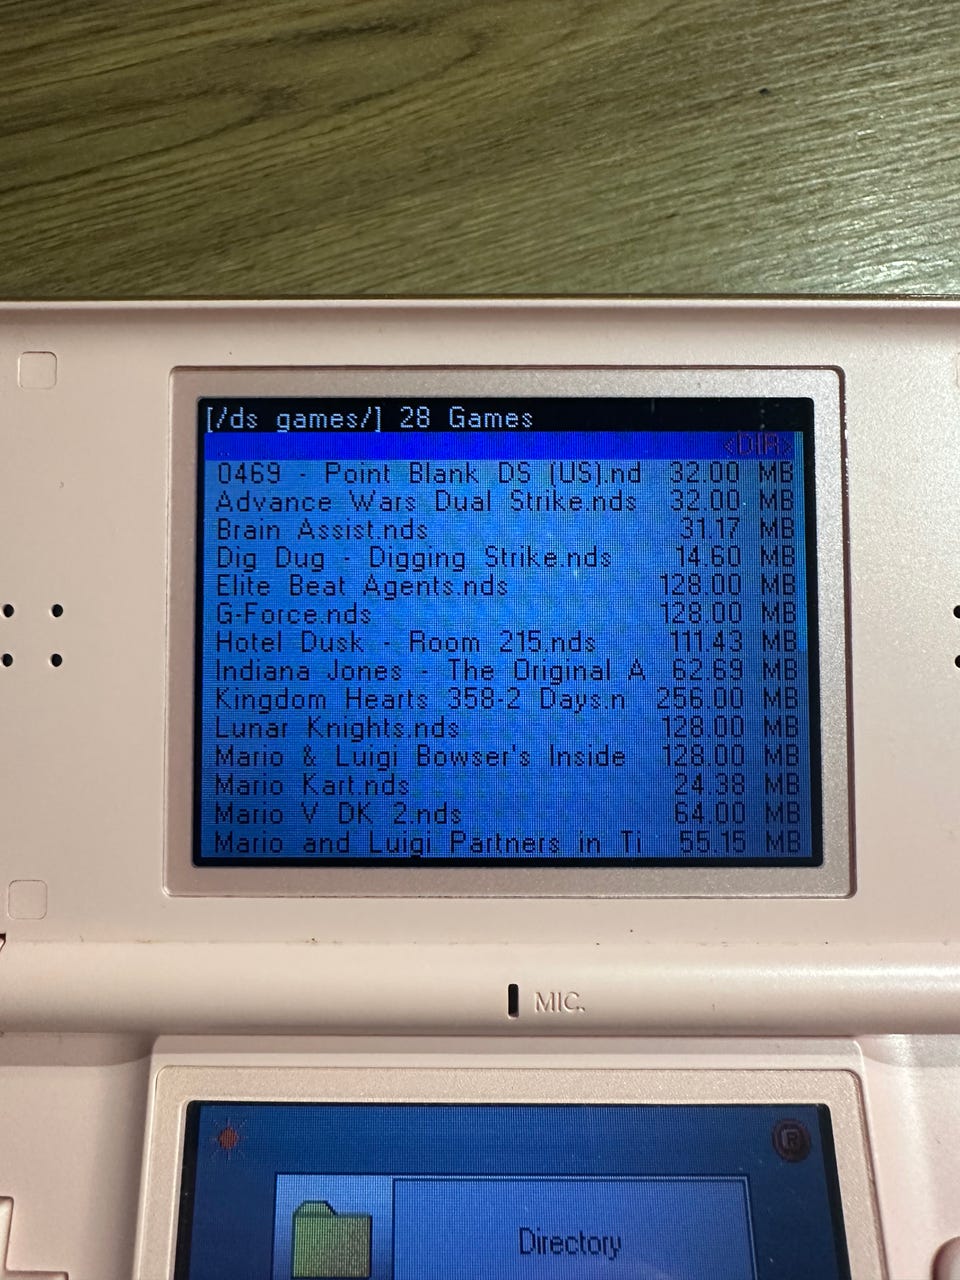 [/ds games/] 28 Games
.. <DIR>
0469 - Point Blank DS (US).nd 32.00 MB
Advance Wars Dual Strike.nds 32.00 MB
Brain Assist.nds 31.17 MB
Dig Dug - Digging Strike.nds 14.60 MB
Elite Beat Agents.nds 128.00 MB
G-Force.nds 128.00 MB
Hotel Dusk - Room 215.nds 111.43 MB
Indiana Jones - The Original A 62.69 MB
Kingdom Hearts 358-2 Days.n 256.00 MB
Lunar Knights.nds 128.00 MB
Mario & Luigi Bowser's Inside 128.00 MB
Mario Kart.nds 24.38 MB
Mario V DK 2.nds 64.00 MB
Mario and Luigi Partners in Ti 55.15 MB
MIC.
R
Directory